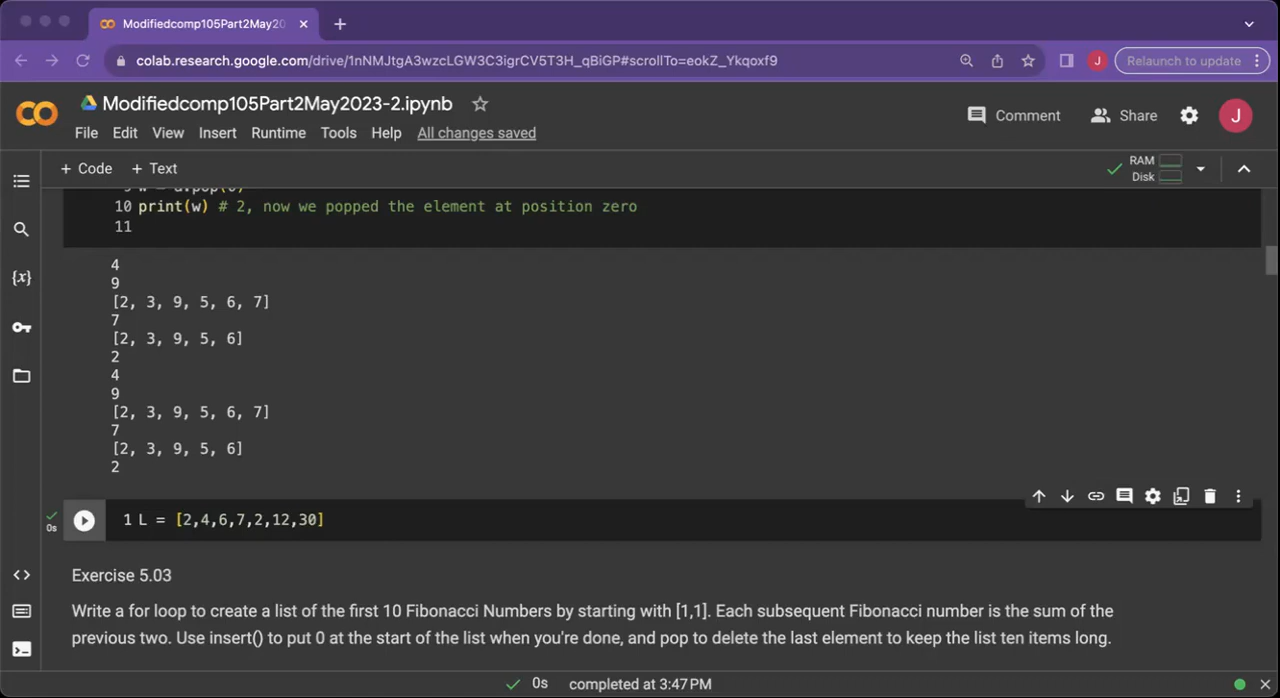 Modifiedcomp105Part2May20
colab.research.google.com/drive/1nNMJtgA3wzcLGW3C3igrCV5T3H_qBiGP#scrollTo=eokZ_Ykqoxf9
J
Relaunch to update
Modifiedcomp105Part2May2023-2.ipynb
File Edit View Insert Runtime Tools Help All changes saved
Comment
Share
J
+ Code + Text
RAM
Disk
10 print(w) # 2, now we popped the element at position zero
11
4
9
[2, 3, 9, 5, 6, 7]
7
[2, 3, 9, 5, 6]
2
4
9
[2, 3, 9, 5, 6, 7]
7
[2, 3, 9, 5, 6]
2
0s
1 L = [2,4,6,7,2,12,30]
Exercise 5.03
Write a for loop to create a list of the first 10 Fibonacci Numbers by starting with [1,1]. Each subsequent Fibonacci number is the sum of the
previous two. Use insert() to put 0 at the start of the list when you're done, and pop to delete the last element to keep the list ten items long.
0s completed at 3:47 PM